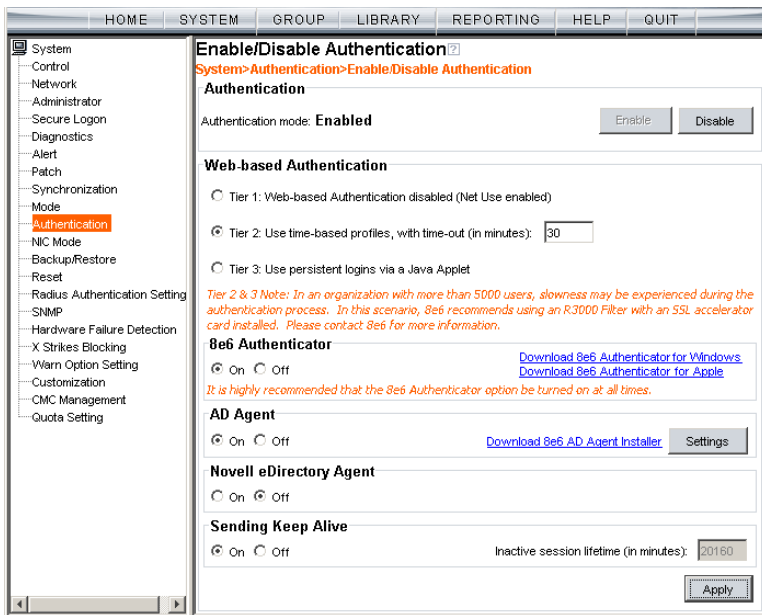 HOME SYSTEM GROUP LIBRARY REPORTING HELP QUIT
System
Control
Network
Administrator
Secure Logon
Diagnostics
Alert
Patch
Synchronization
Mode
Authentication
NIC Mode
Backup/Restore
Reset
Radius Authentication Setting
SNMP
Hardware Failure Detection
X Strikes Blocking
Warn Option Setting
Customization
CMC Management
Quota Setting
Enable/Disable Authentication ?
System>Authentication>Enable/Disable Authentication
Authentication
Authentication mode: Enabled Enable Disable
Web-based Authentication
Tier 1: Web-based Authentication disabled (Net Use enabled)
Tier 2: Use time-based profiles, with time-out (in minutes): 30
Tier 3: Use persistent logins via a Java Applet
Tier 2 & 3 Note: In an organization with more than 5000 users, slowness may be experienced during the
authentication process. In this scenario, 8e6 recommends using an R3000 Filter with an SSL accelerator
card installed. Please contact 8e6 for more information.
8e6 Authenticator
On Off Download 8e6 Authenticator for Windows
Download 8e6 Authenticator for Apple
It is highly recommended that the 8e6 Authenticator option be turned on at all times.
AD Agent
On Off Download 8e6 AD Agent Installer Settings
Novell eDirectory Agent
On Off
Sending Keep Alive
On Off Inactive session lifetime (in minutes): 20160
Apply